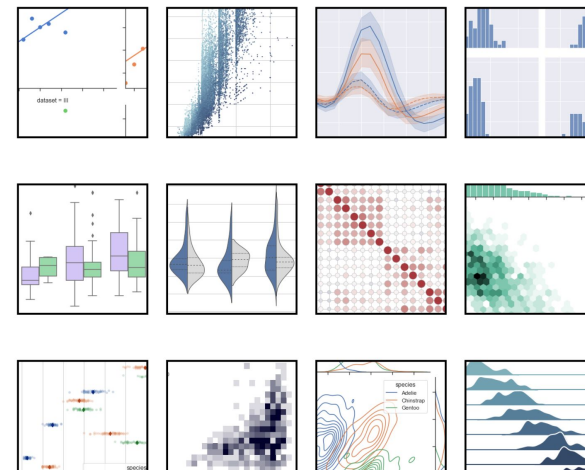 dataset = III
species
species
Adelie
Chinstrap
Gentoo